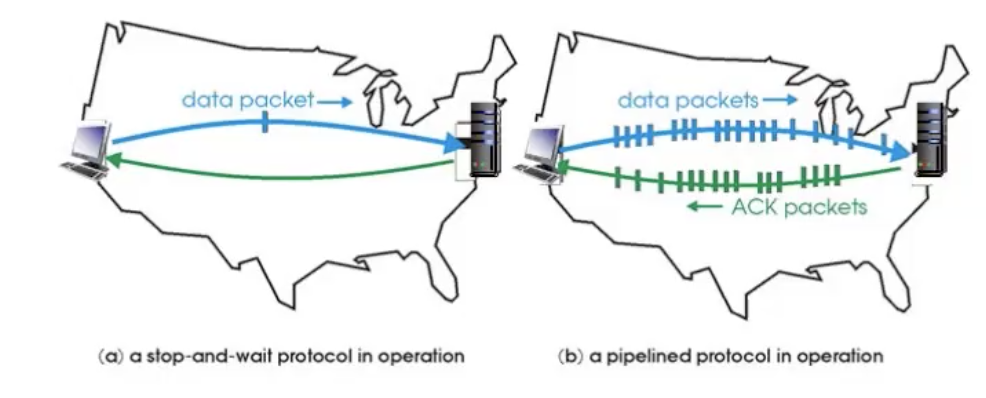 data packet
(a) a stop-and-wait protocol in operation
data packets
ACK packets
(b) a pipelined protocol in operation